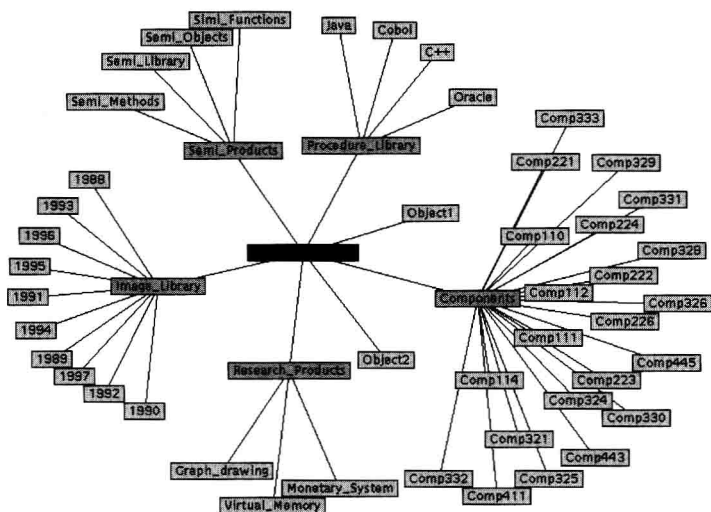 Simi_Functions
Semi_Objects
Semi_Library
Semi_Methods
Semi_Products
Java
Cobol
C++
Oracle
Procedure_Library
Object1
Comp333
Comp221
Comp329
Comp331
Comp224
Comp110
Comp328
Comp222
Comp112
Components
Comp326
Comp226
Comp111
Comp445
Comp223
Comp114
Comp324
Comp330
Comp321
Comp443
Comp332
Comp325
Comp411
1988
1993
1996
1995
1991
1994
1989
1997
1992
1990
Image_Library
Object2
Research_Products
Graph_drawing
Monetary_System
Virtual_Memory